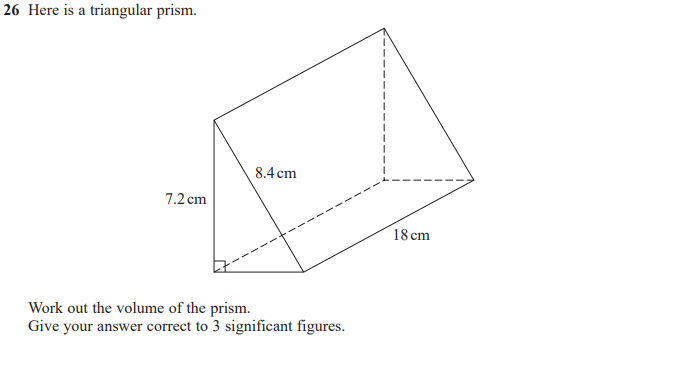 26 Here is a triangular prism.
8.4 cm
7.2 cm
18 cm
Work out the volume of the prism.
Give your answer correct to 3 significant figures.